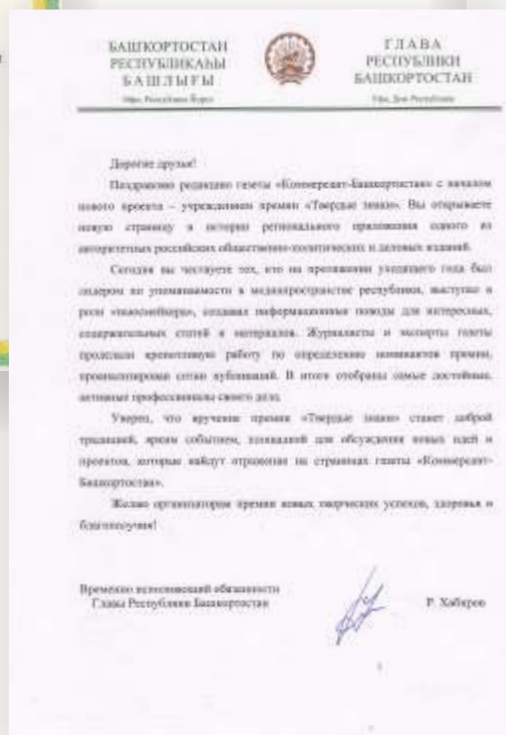 БАШКОРТОСТАН
РЕСПУБЛИКАҺЫ
БАШЛЫҒЫ
ГЛАВА
РЕСПУБЛИКИ
БАШКОРТОСТАН
Дорогие друзья!
Поздравляю редакцию газеты «Коммерсант-Башкортостан» с началом
нового проекта – учреждением премии «Твердые знаки». Вы открываете
новую страницу в истории регионального приложения одного из
авторитетных российских общественно-политических и деловых изданий.
Сегодня вы чествуете тех, кто на протяжении уходящего года был
лидером по упоминаемости в медиапространстве республики, выступал в
роли «ньюсмейкера», создавал информационные поводы для интересных,
содержательных статей и материалов. Журналисты и эксперты газеты
проделали кропотливую работу по определению номинантов премии,
проанализировав сотни публикаций. В итоге отобраны самые достойные,
активные профессионалы своего дела.
Уверен, что вручение премии «Твердые знаки» станет доброй
традицией, ярким событием, площадкой для обсуждения новых идей и
проектов, которые найдут отражение на страницах газеты «Коммерсант-
Башкортостан».
Желаю организаторам премии новых творческих успехов, здоровья и
благополучия!
Временно исполняющий обязанности
Главы Республики Башкортостан
Р. Хабиров